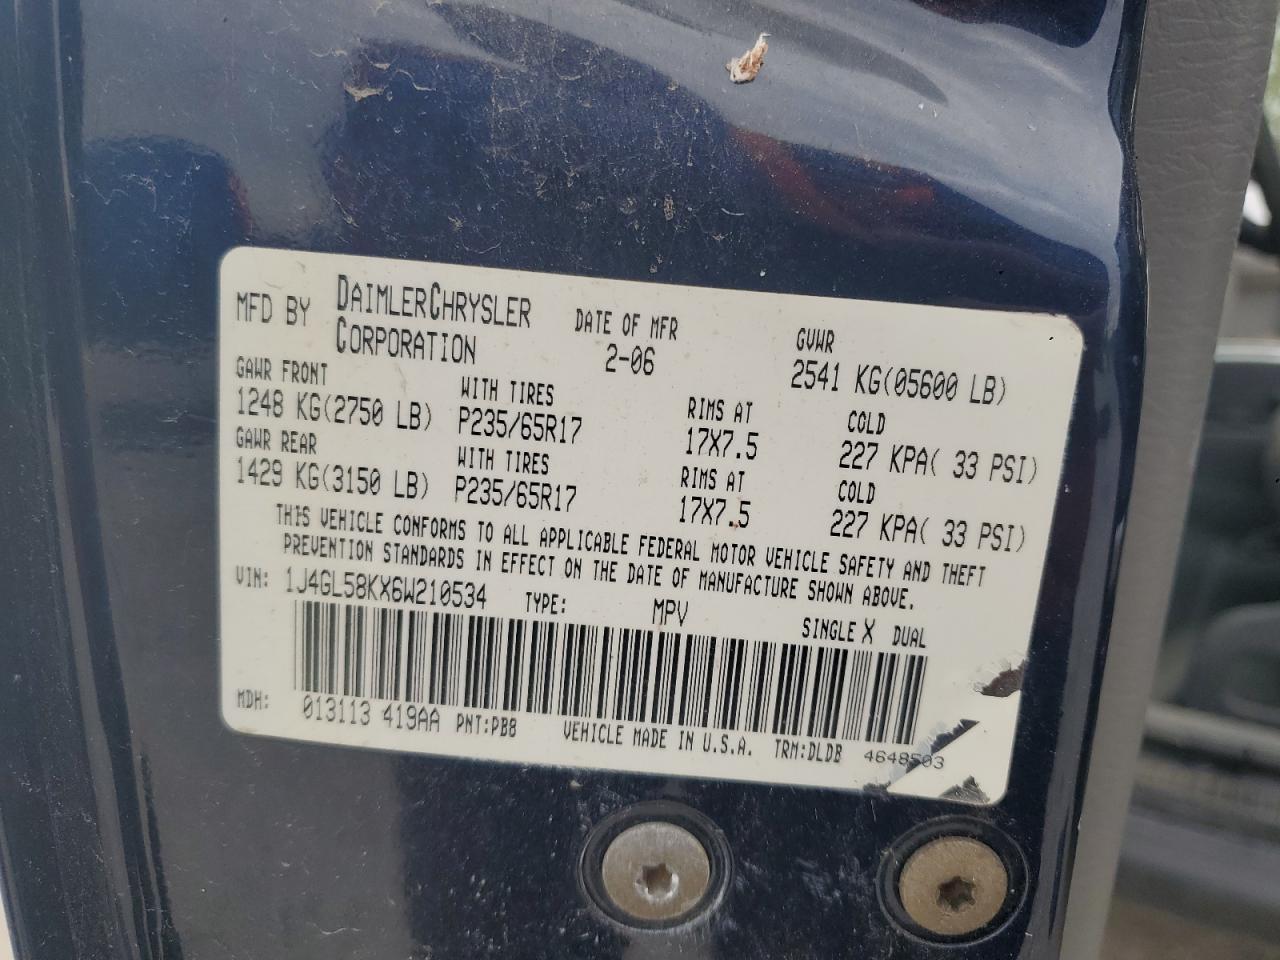 MFD BY DAIMLERCHRYSLER CORPORATION
DATE OF MFR 2-06
GVWR 2541 KG(05600 LB)
GAWR FRONT WITH TIRES RIMS AT COLD
1248 KG(2750 LB) P235/65R17 17X7.5 227 KPA( 33 PSI)
GAWR REAR WITH TIRES RIMS AT COLD
1429 KG(3150 LB) P235/65R17 17X7.5 227 KPA( 33 PSI)
THIS VEHICLE CONFORMS TO ALL APPLICABLE FEDERAL MOTOR VEHICLE SAFETY AND THEFT
PREVENTION STANDARDS IN EFFECT ON THE DATE OF MANUFACTURE SHOWN ABOVE.
VIN: 1J4GL58KX6W210534 TYPE: MPV SINGLE X DUAL
MDH: 013113 419AA PNT:PB8 VEHICLE MADE IN U.S.A. TRM:DLDB 4648503